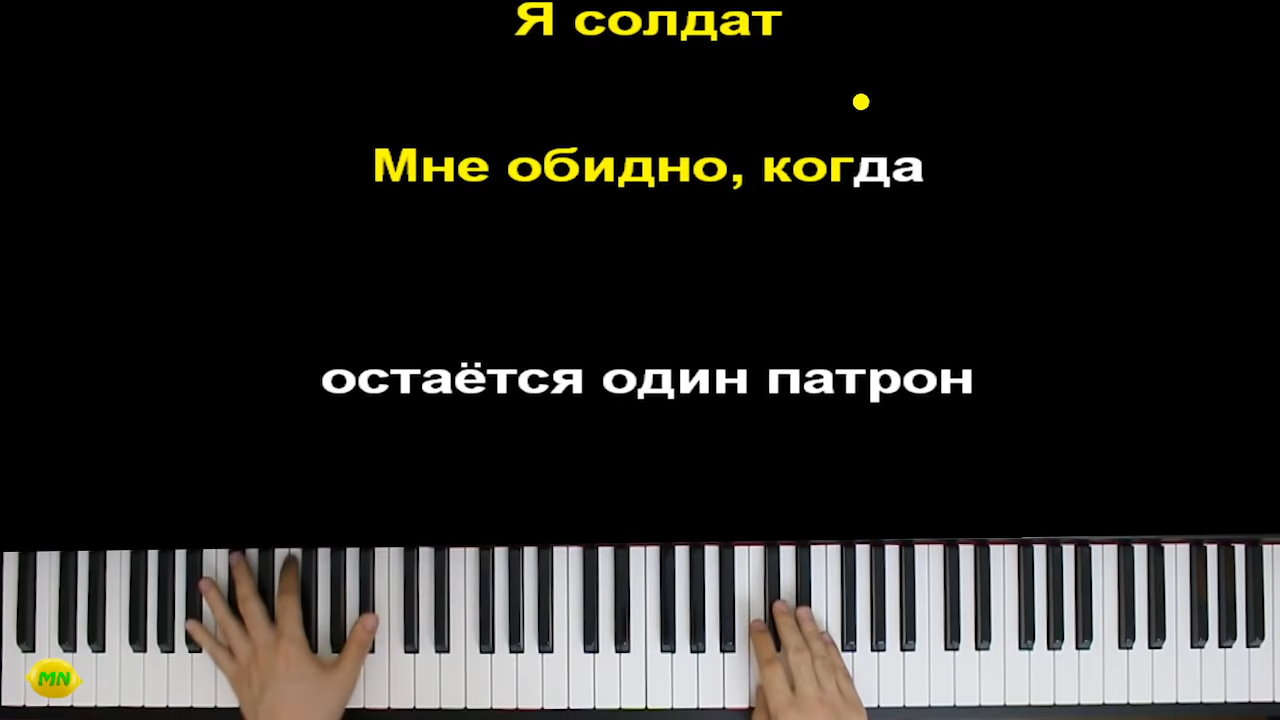 Я солдат
Мне обидно, когда
остаётся один патрон
MN